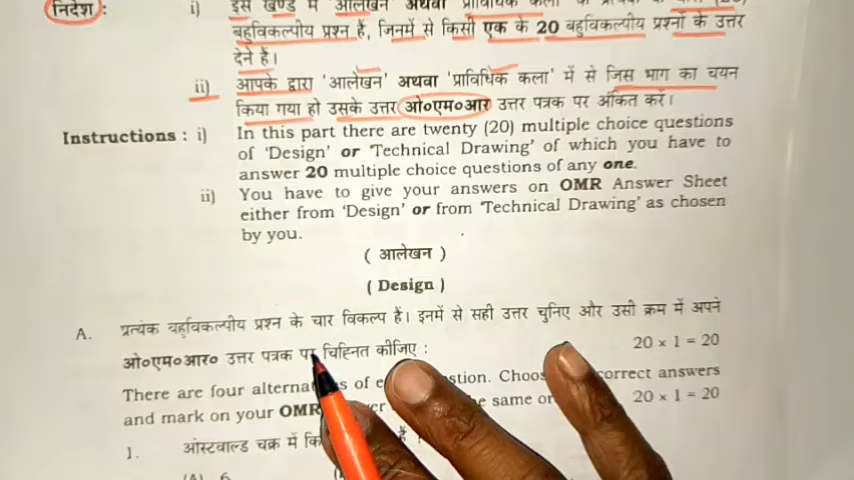 निर्देश : i) इस खण्ड में आलेखन अथवा प्राविधिक कला के
बहुविकल्पीय प्रश्न हैं, जिनमें से किसी एक के 20 बहुविकल्पीय प्रश्नों के उत्तर
देने हैं।
ii) आपके द्वारा 'आलेखन' अथवा 'प्राविधिक कला' में से जिस भाग का चयन
किया गया हो उसके उत्तर ओ०एम०आर उत्तर पत्रक पर अंकित करें।
Instructions : i) In this part there are twenty (20) multiple choice questions
of 'Design' or 'Technical Drawing' of which you have to
answer 20 multiple choice questions of any one.
ii) You have to give your answers on OMR Answer Sheet
either from 'Design' or from 'Technical Drawing' as chosen
by you.
( आलेखन )
( Design )
A. प्रत्येक बहुविकल्पीय प्रश्न के चार विकल्प हैं। इनमें से सही उत्तर चुनिए और उसी क्रम में अपने
ओ०एम०आर० उत्तर पत्रक पर चिह्नित कीजिए : 20 x 1 = 20
There are four of Choose correct answers
and mark on your OMR the same 20 x 1 = 20
1. ओस्टवाल्ड चक्र में हैं ?
(A) 6